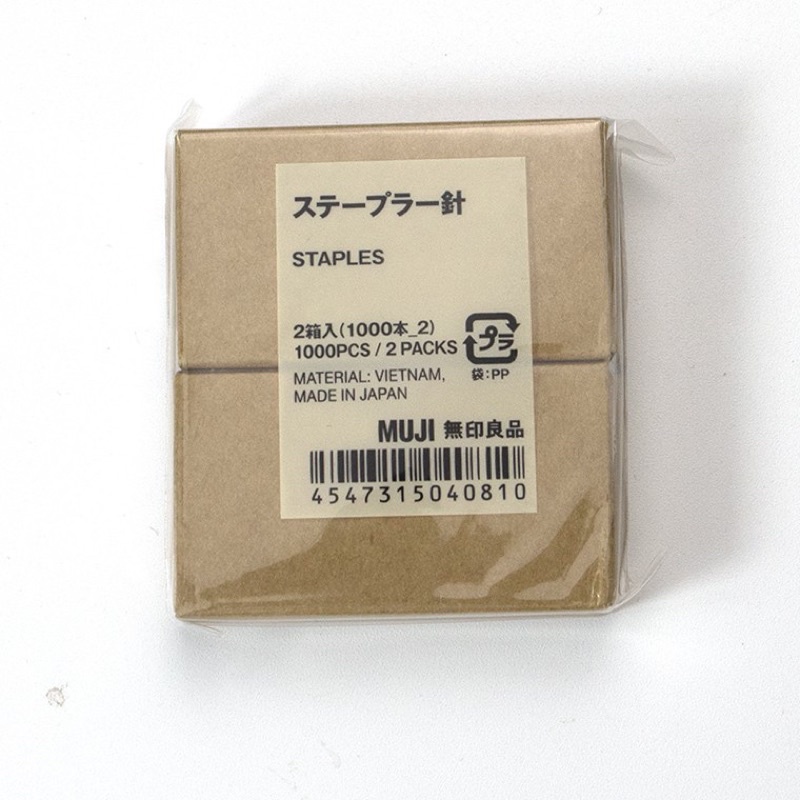 ステープラー針
STAPLES
2箱入(1000本_2)
1000PCS / 2 PACKS
プラ
袋:PP
MATERIAL: VIETNAM,
MADE IN JAPAN
MUJI 無印良品
4547315040810